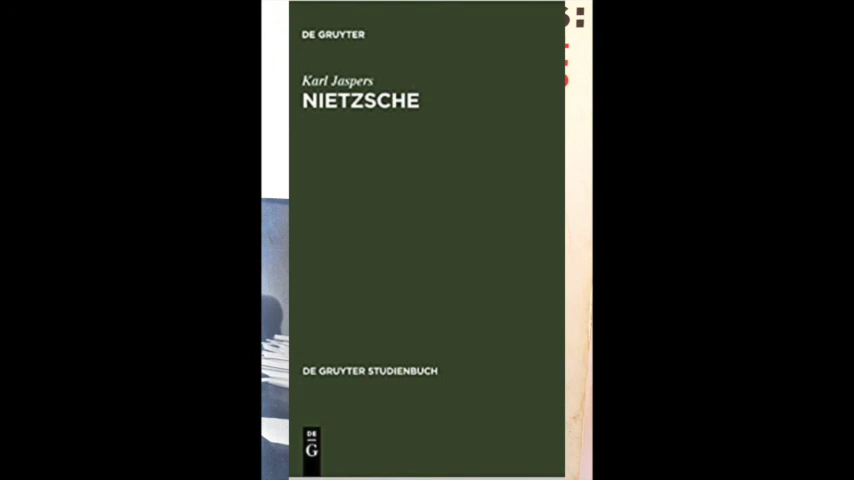 DE GRUYTER
Karl Jaspers
NIETZSCHE
DE GRUYTER STUDIENBUCH
DE
G